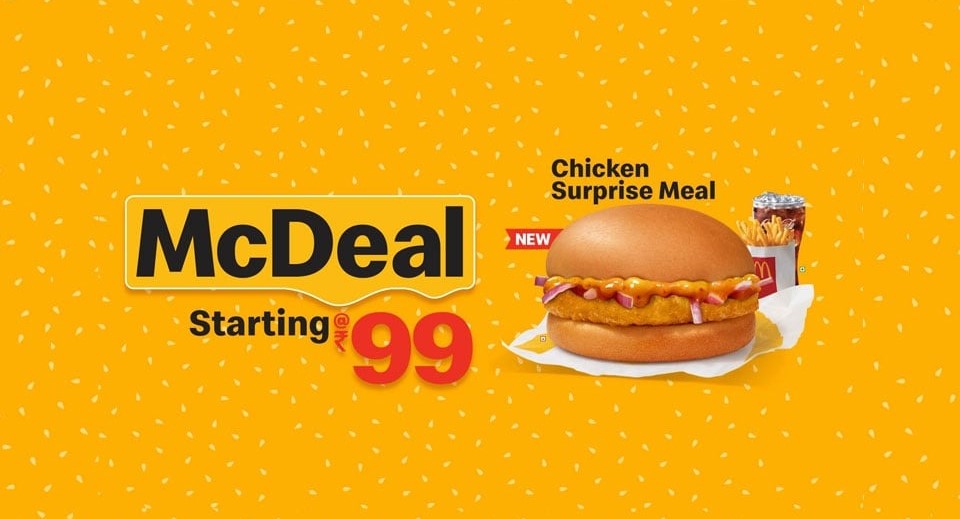 McDeal
Starting @ ₹99
Chicken
Surprise Meal
NEW